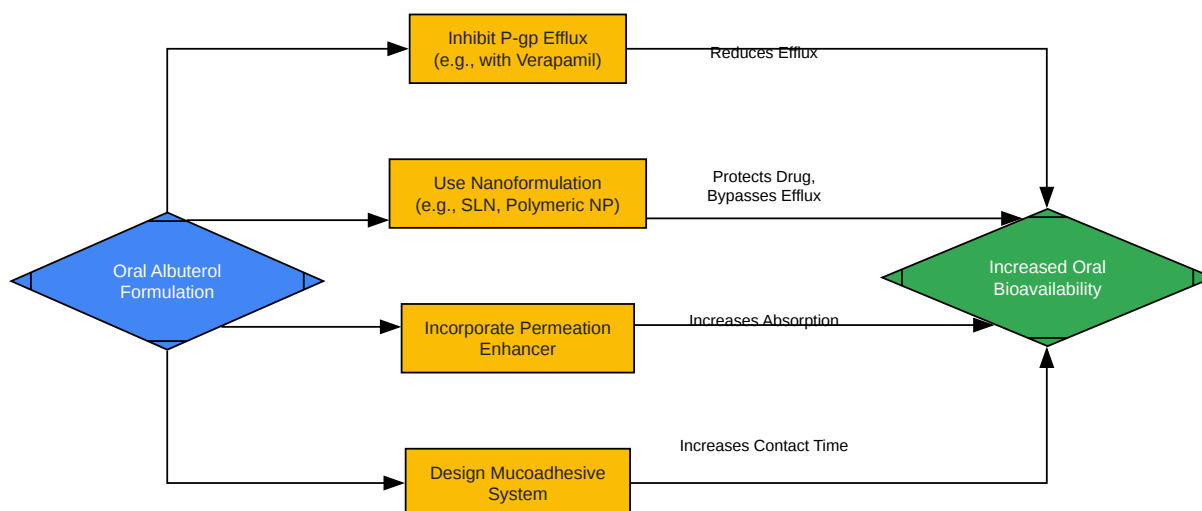 Inhibit P-gp Efflux
(e.g., with Verapamil)
Reduces Efflux
Use Nanoformulation
(e.g., SLN, Polymeric NP)
Protects Drug,
Bypasses Efflux
Oral Albuterol
Formulation
Increased Oral
Bioavailability
Incorporate Permeation
Enhancer
Increases Absorption
Design Mucoadhesive
System
Increases Contact Time